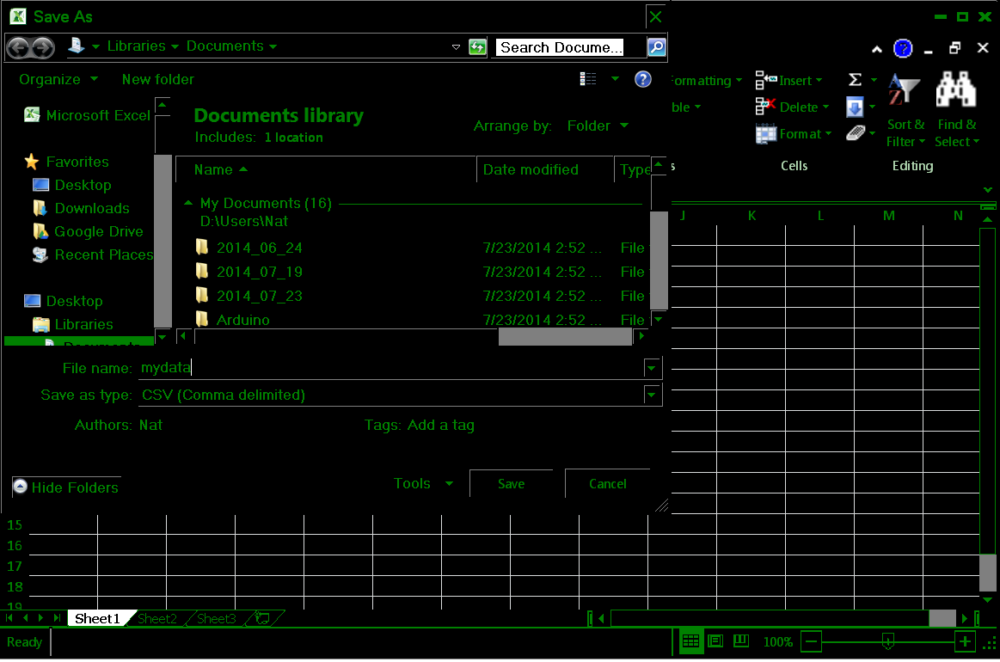 Save As
Libraries Documents Search Docume...
Organize New folder
Microsoft Excel
Favorites
Desktop
Downloads
Google Drive
Recent Places
Desktop
Libraries
Documents
Documents library
Includes: 1 location
Arrange by: Folder
Name Date modified Type
My Documents (16)
D:\Users\Nat
2014_06_24 7/23/2014 2:52 ... File
2014_07_19 7/23/2014 2:52 ... File
2014_07_23 7/23/2014 2:52 ... File
Arduino 7/23/2014 2:52 ... File
File name: mydata
Save as type: CSV (Comma delimited)
Authors: Nat Tags: Add a tag
Hide Folders Tools Save Cancel
ormatting Insert Σ
ble Delete
Format
Sort & Filter
Find & Select
s Cells Editing
J K L M N
15
16
17
18
19
Sheet1 Sheet2 Sheet3
Ready 100%